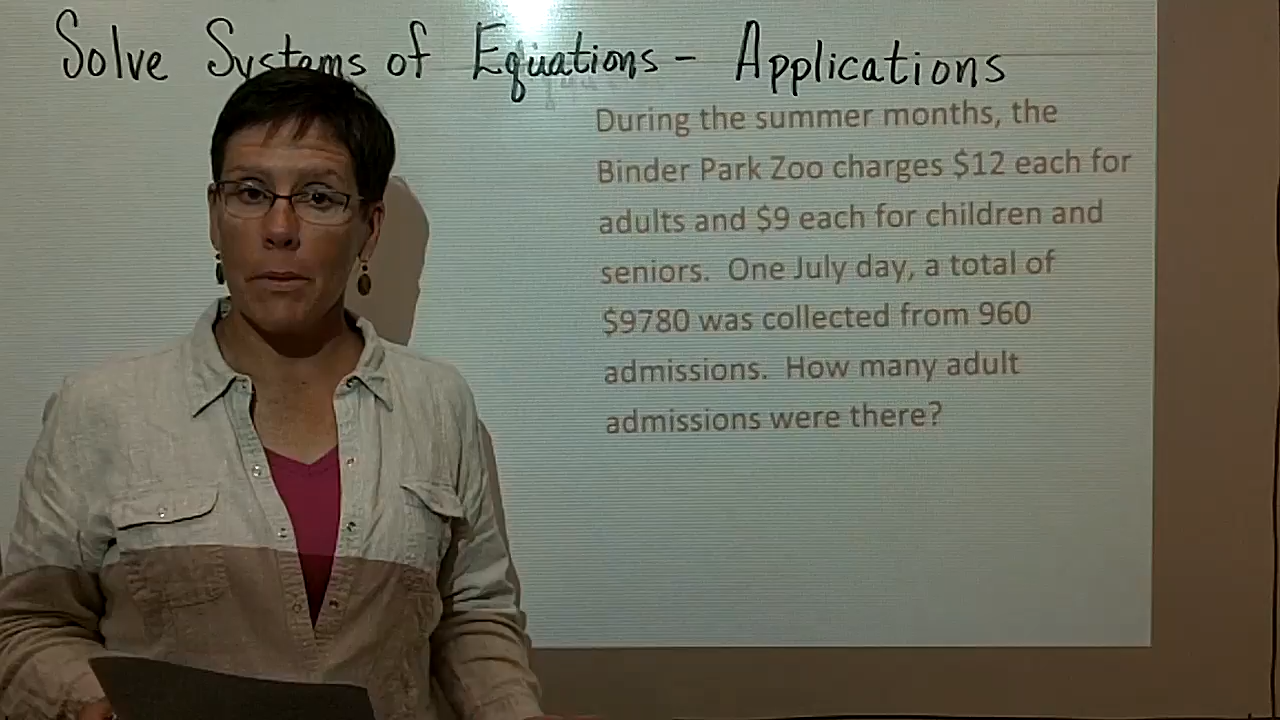 Solve Systems of Equations - Applications
During the summer months, the
Binder Park Zoo charges $12 each for
adults and $9 each for children and
seniors. One July day, a total of
$9780 was collected from 960
admissions. How many adult
admissions were there?